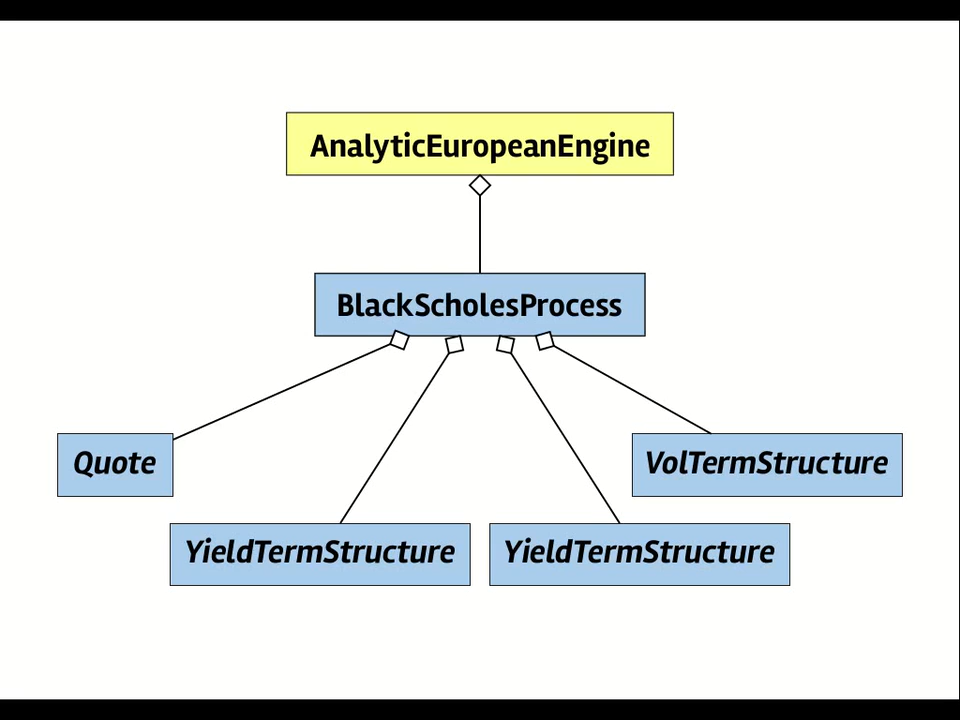 AnalyticEuropeanEngine
BlackScholesProcess
Quote
VolTermStructure
YieldTermStructure
YieldTermStructure